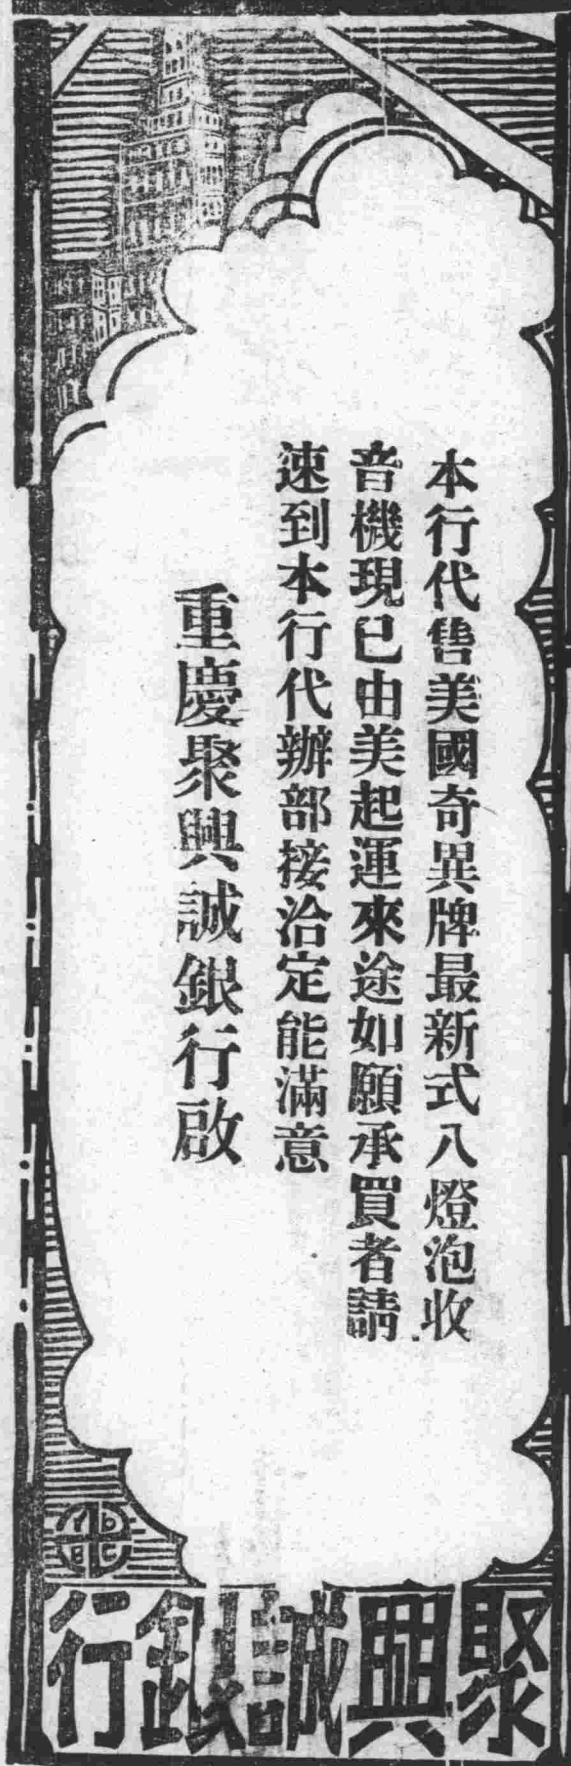 本行代售美國奇異牌最新式八燈泡收
音機現已由美起運來途如願承買者請
速到本行代辦部接洽定能滿意
重慶聚興誠銀行啟
聚興誠銀行